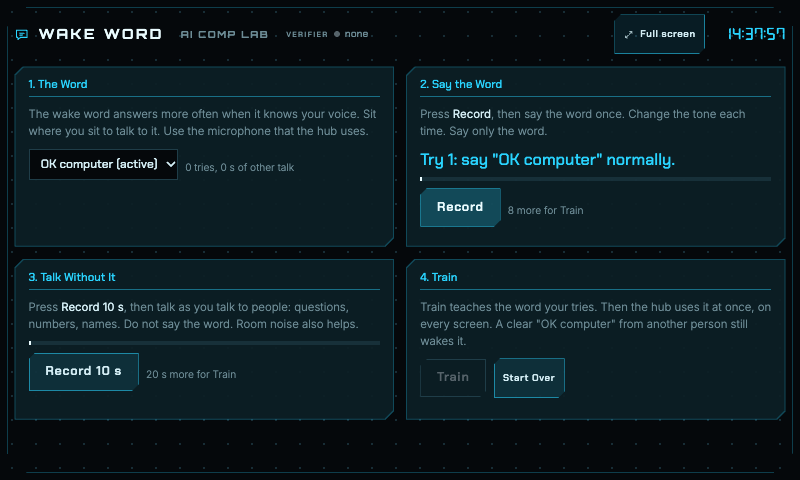 WAKE WORD AI COMP LAB VERIFIER none Full screen 14:37:57
1. The Word
The wake word answers more often when it knows your voice. Sit
where you sit to talk to it. Use the microphone that the hub uses.
OK computer (active) 0 tries, 0 s of other talk
2. Say the Word
Press Record, then say the word once. Change the tone each
time. Say only the word.
Try 1: say "OK computer" normally.
Record 8 more for Train
3. Talk Without It
Press Record 10 s, then talk as you talk to people: questions,
numbers, names. Do not say the word. Room noise also helps.
Record 10 s 20 s more for Train
4. Train
Train teaches the word your tries. Then the hub uses it at once, on
every screen. A clear "OK computer" from another person still
wakes it.
Train Start Over